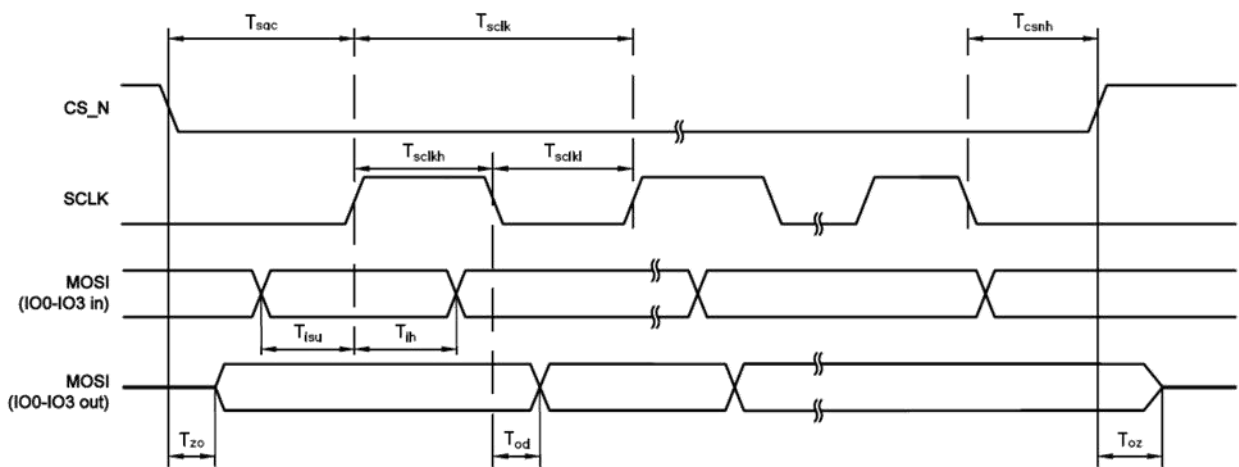 Tsac Tsclk Tcsnh
CS_N
Tsclkh Tsclkl
SCLK
MOSI
(IO0-IO3 in)
Tisu Tih
MOSI
(IO0-IO3 out)
Tzo Tod Toz